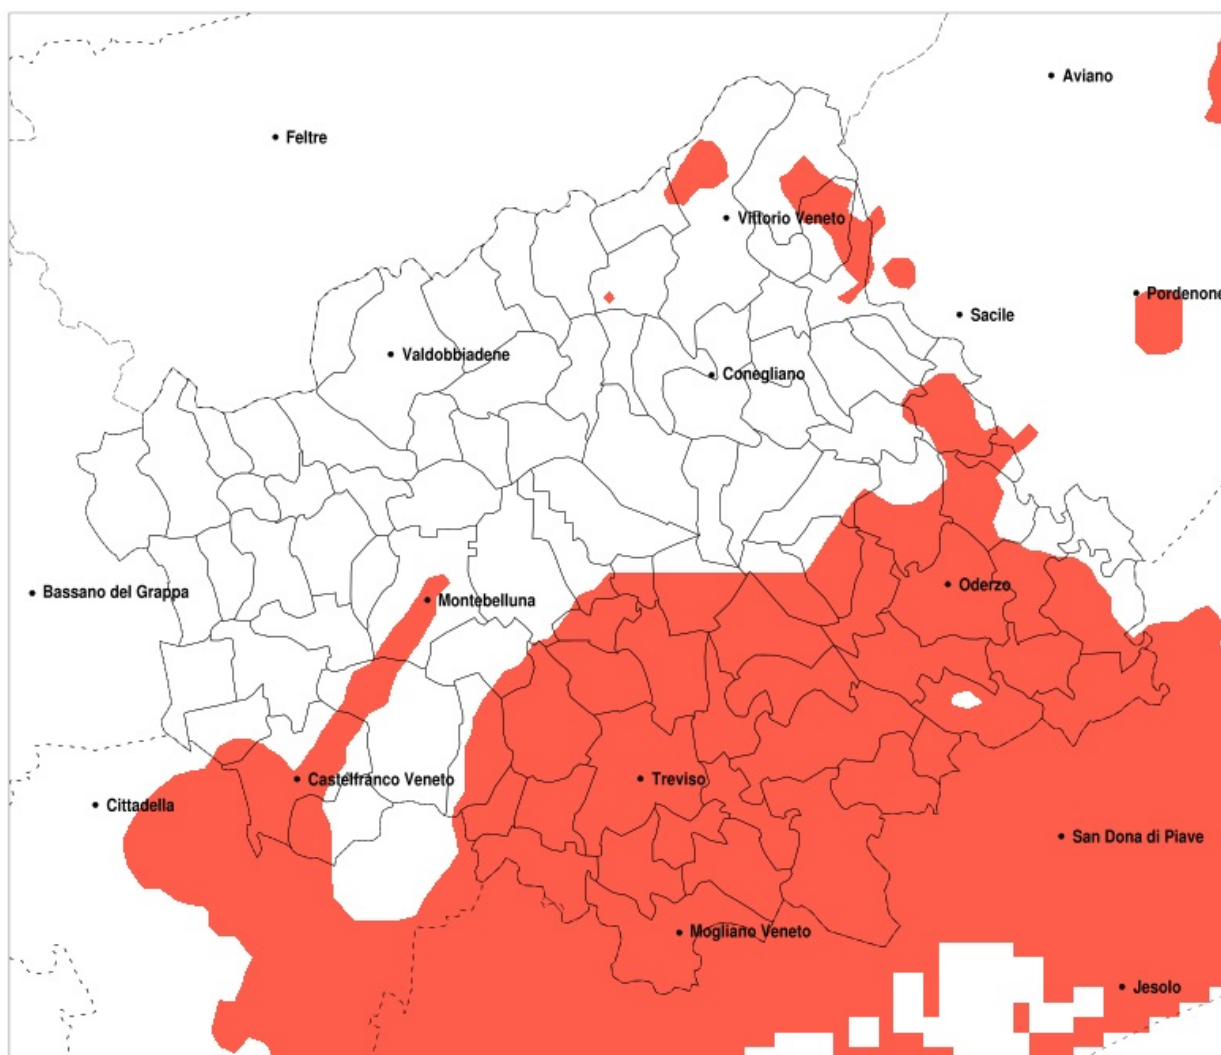 Aviano
Feltre
Vittorio Veneto
Pordenone
Sacile
Valdobbiadene
Conegliano
Oderzo
Bassano del Grappa
Montebelluna
Treviso
Castelfranco Veneto
Cittadella
San Dona di Piave
Mogliano Veneto
Jesolo